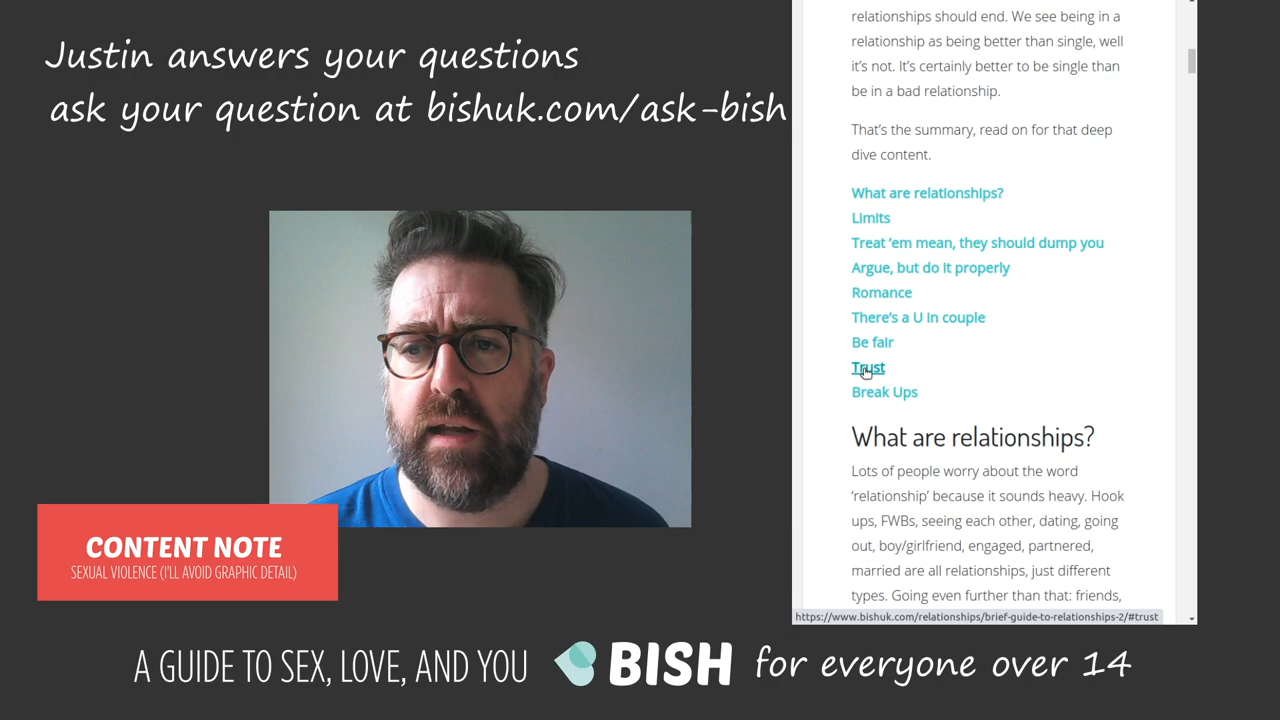 Justin answers your questions
ask your question at bishuk.com/ask-bish
relationships should end. We see being in a
relationship as being better than single, well
it's not. It's certainly better to be single than
be in a bad relationship.
That's the summary, read on for that deep
dive content.
What are relationships?
Limits
Treat 'em mean, they should dump you
Argue, but do it properly
Romance
There's a U in couple
Be fair
Trust
Break Ups
What are relationships?
Lots of people worry about the word
'relationship' because it sounds heavy. Hook
ups, FWBs, seeing each other, dating, going
out, boy/girlfriend, engaged, partnered,
married are all relationships, just different
types. Going even further than that: friends,
https://www.bishuk.com/relationships/brief-guide-to-relationships-2/#trust
CONTENT NOTE
SEXUAL VIOLENCE (I'LL AVOID GRAPHIC DETAIL)
A GUIDE TO SEX, LOVE, AND YOU BISH for everyone over 14